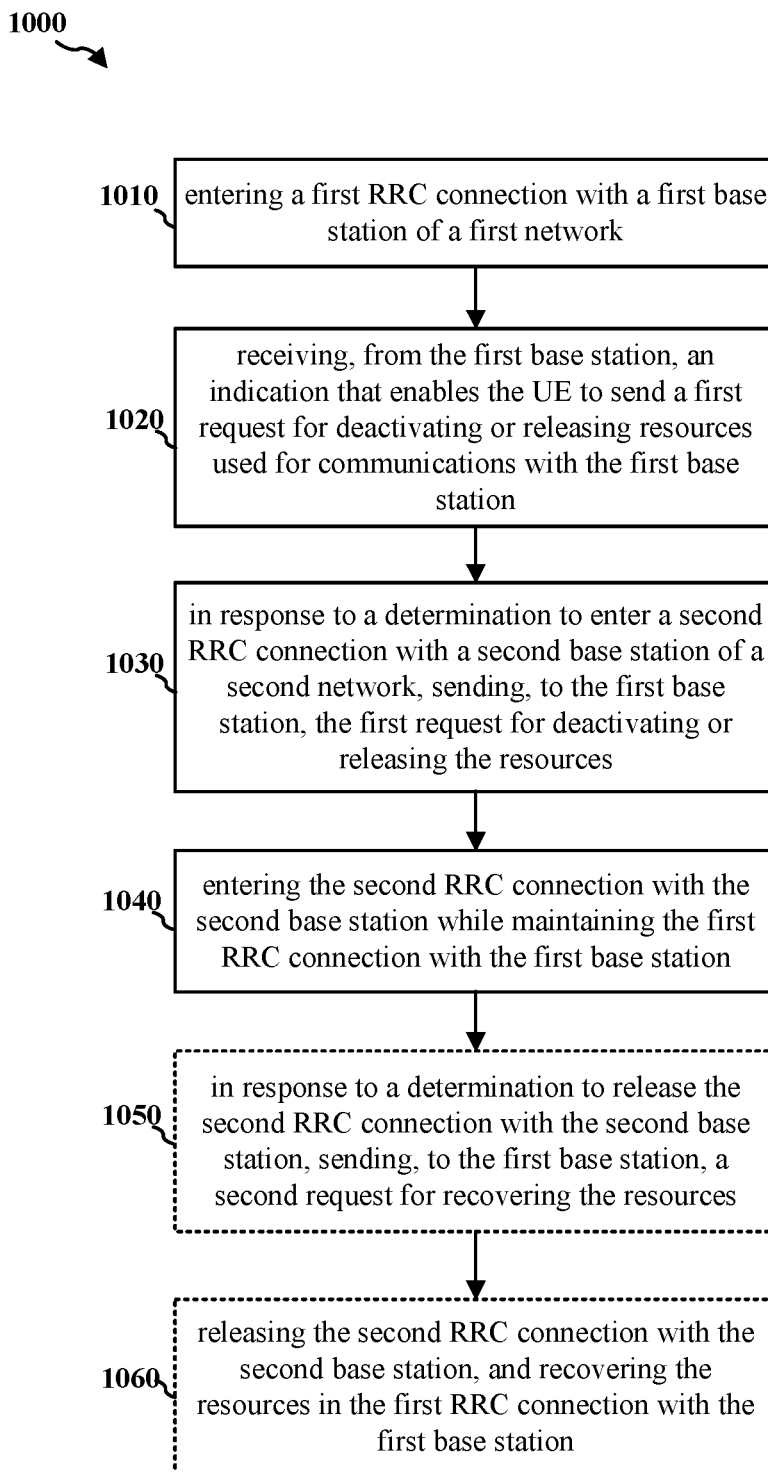 1000
1010
entering a first RRC connection with a first base
station of a first network
1020
receiving, from the first base station, an
indication that enables the UE to send a first
request for deactivating or releasing resources
used for communications with the first base
station
1030
in response to a determination to enter a second
RRC connection with a second base station of a
second network, sending, to the first base
station, the first request for deactivating or
releasing the resources
1040
entering the second RRC connection with the
second base station while maintaining the first
RRC connection with the first base station
1050
in response to a determination to release the
second RRC connection with the second base
station, sending, to the first base station, a
second request for recovering the resources
1060
releasing the second RRC connection with the
second base station, and recovering the
resources in the first RRC connection with the
first base station